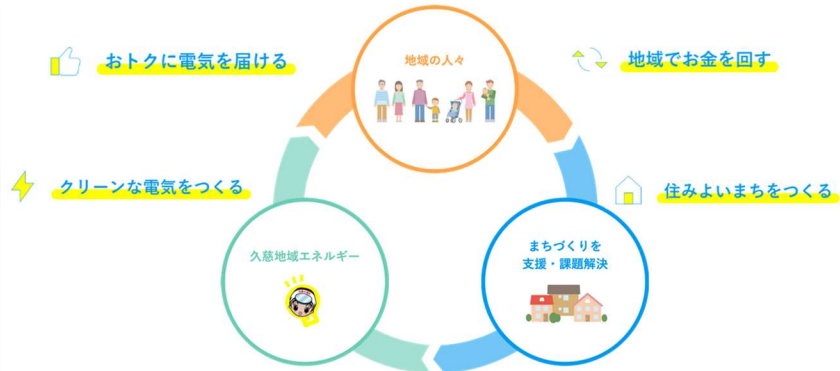 地域の人々
おトクに電気を届ける
地域でお金を回す
クリーンな電気をつくる
住みよいまちをつくる
久慈地域エネルギー
まちづくりを
支援・課題解決